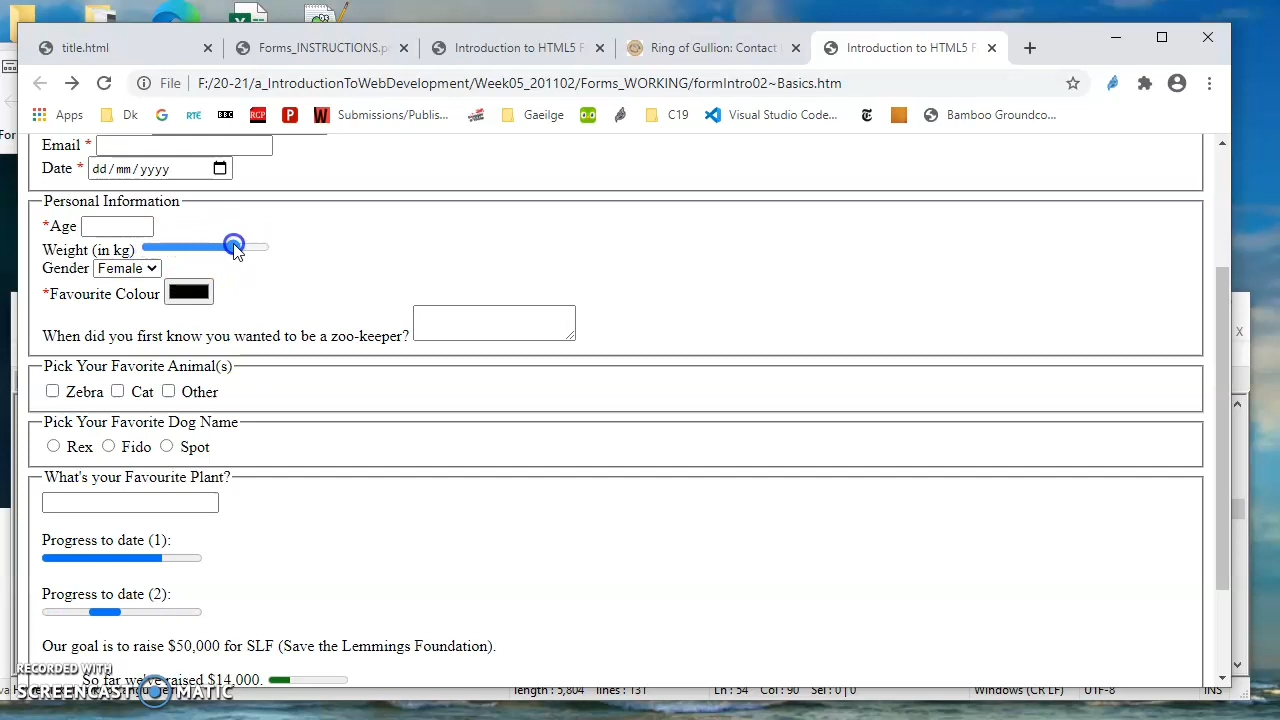 title.html
Forms_INSTRUCTIONS.p
Introduction to HTML5 F
Ring of Gullion: Contact
Introduction to HTML5 F
File F:/20-21/a_IntroductionToWebDevelopment/Week05_201102/Forms_WORKING/formIntro02~Basics.htm
Apps Dk RTÉ BBC RCP Submissions/Publis... Gaeilge C19 Visual Studio Code... Bamboo Groundco...
Email *
Date * dd/mm/yyyy
Personal Information
*Age
Weight (in kg)
Gender Female
*Favourite Colour
When did you first know you wanted to be a zoo-keeper?
Pick Your Favorite Animal(s)
Zebra Cat Other
Pick Your Favorite Dog Name
Rex Fido Spot
What's your Favourite Plant?
Progress to date (1):
Progress to date (2):
Our goal is to raise $50,000 for SLF (Save the Lemmings Foundation).
So far we've raised $14,000.
RECORDED WITH
SCREENCAST MATIC
length : 5,804 lines : 131 Ln : 54 Col : 90 Sel : 0 | 0 Windows (CR LF) UTF-8 INS